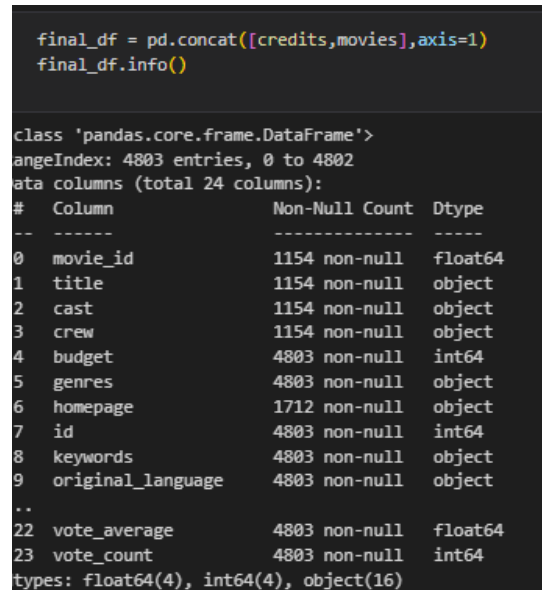 final_df = pd.concat([credits,movies],axis=1)
final_df.info()
class 'pandas.core.frame.DataFrame'>
angeIndex: 4803 entries, 0 to 4802
ata columns (total 24 columns):
#   Column             Non-Null Count  Dtype
--  ------             --------------  -----
0   movie_id           1154 non-null   float64
1   title              1154 non-null   object
2   cast               1154 non-null   object
3   crew               1154 non-null   object
4   budget             4803 non-null   int64
5   genres             4803 non-null   object
6   homepage           1712 non-null   object
7   id                 4803 non-null   int64
8   keywords           4803 non-null   object
9   original_language  4803 non-null   object
..
22  vote_average       4803 non-null   float64
23  vote_count         4803 non-null   int64
types: float64(4), int64(4), object(16)